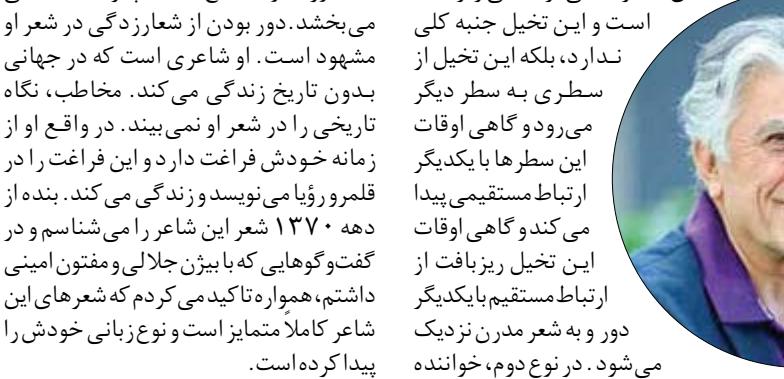 است و این تخیل جنبه کلی
ندارد، بلکه این تخیل از
سطری به سطر دیگر
می‌رود و گاهی اوقات
این سطرها با یکدیگر
ارتباط مستقیمی پیدا
می کند و گاهی اوقات
این تخیل ریزبافت از
ارتباط مستقیم با یکدیگر
دور و به شعر مدرن نزدیک
می‌شود . در نوع دوم، خواننده
می‌بخشد. دور بودن از شعارزدگی در شعر او
مشهود است. او شاعری است که در جهانی
بدون تاریخ زندگی می کند. مخاطب، نگاه
تاریخی را در شعر او نمی بیند. در واقع او از
زمانه خودش فراغت دارد و این فراغت را در
قلمرو رؤیا می نویسد و زندگی می کند. بنده از
دهه ۱۳۷۰ شعر این شاعر را می شناسم و در
گفت‌وگوهایی که با بیژن جلالی و مفتون امینی
داشتم، همواره تاکید می کردم که شعرهای این
شاعر کاملاً متمایز است و نوع زبانی خودش را
پیدا کرده است.